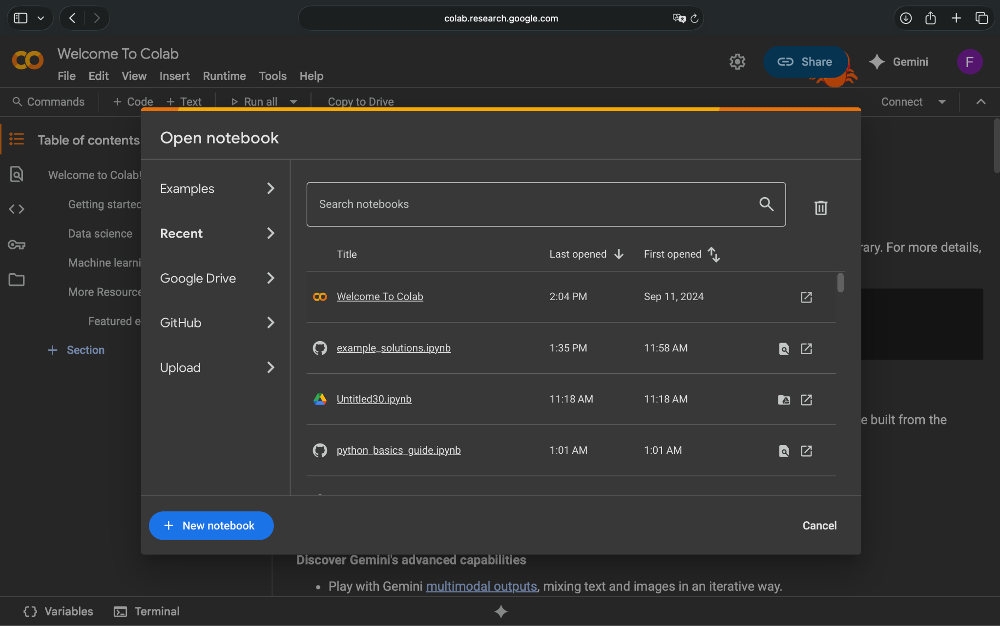 colab.research.google.com
Welcome To Colab
File Edit View Insert Runtime Tools Help
Share
Gemini
F
Commands
+ Code + Text
Run all
Copy to Drive
Connect
Table of contents
Welcome to Colab!
Getting started
Data science
Machine learni
More Resource
Featured e
+ Section
Open notebook
Examples
Recent
Google Drive
GitHub
Upload
Search notebooks
Title Last opened First opened
Welcome To Colab 2:04 PM Sep 11, 2024
example_solutions.ipynb 1:35 PM 11:58 AM
Untitled30.ipynb 11:18 AM 11:18 AM
python_basics_guide.ipynb 1:01 AM 1:01 AM
+ New notebook
Cancel
rary. For more details,
e built from the
Discover Gemini's advanced capabilities
• Play with Gemini multimodal outputs, mixing text and images in an iterative way.
Variables
Terminal